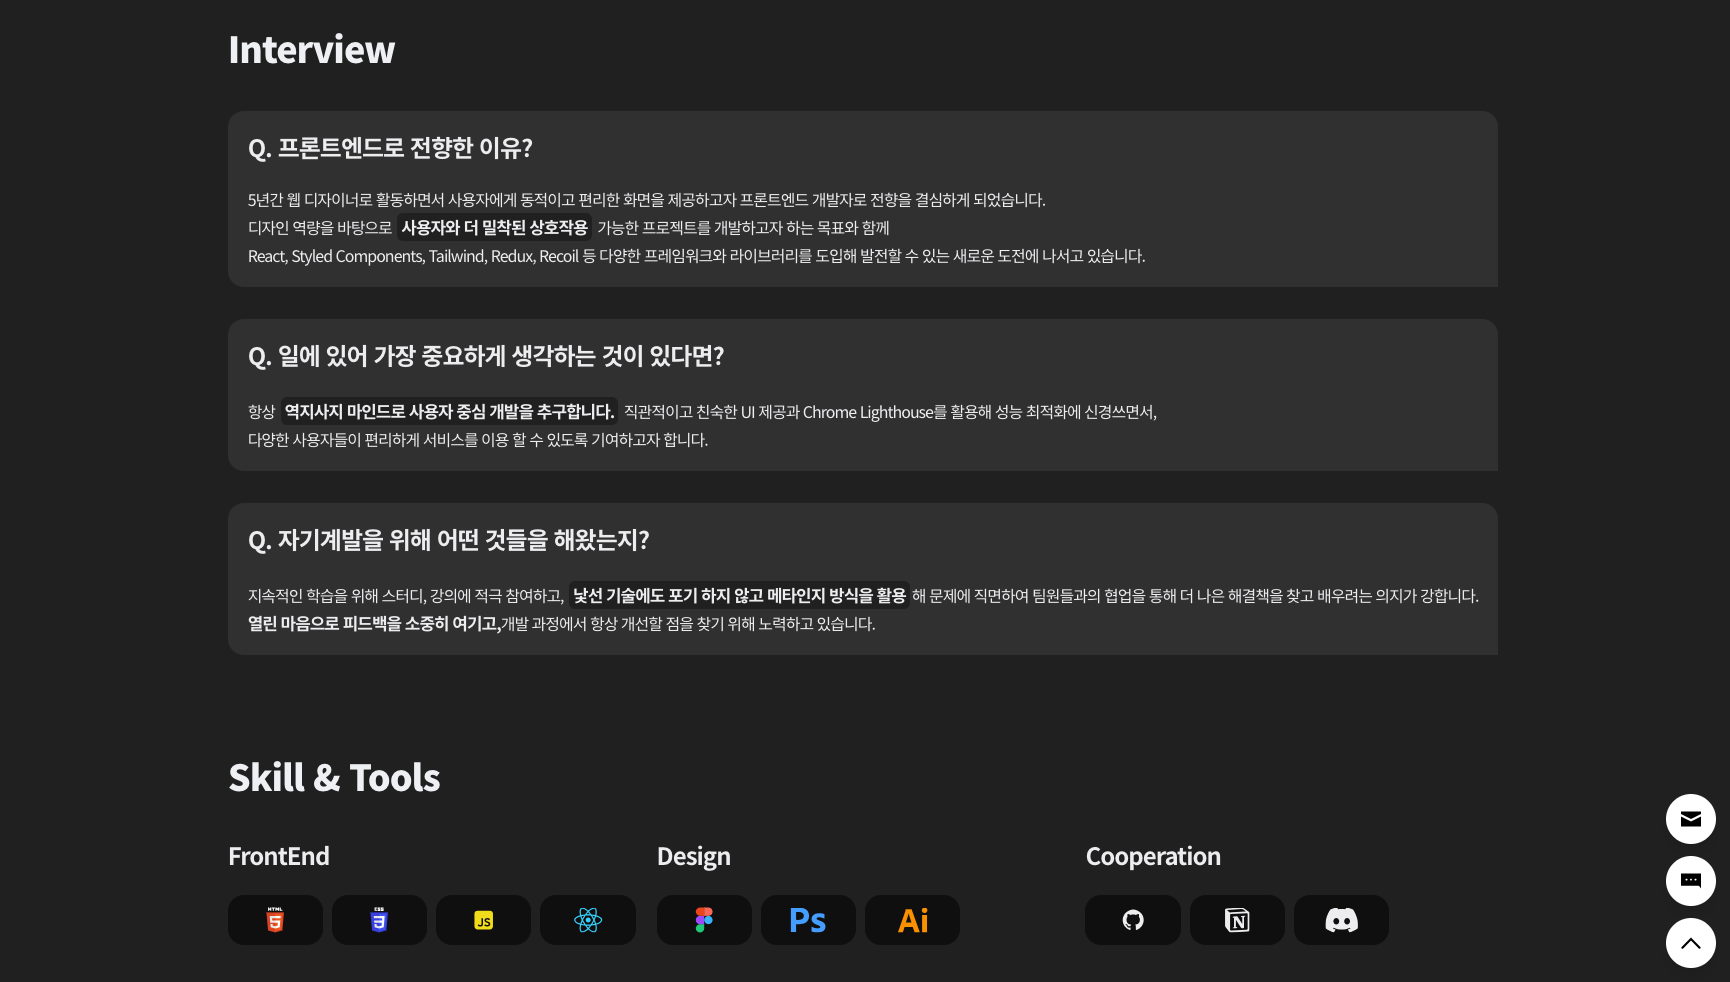 Interview
Q. 프론트엔드로 전향한 이유?
5년간 웹 디자이너로 활동하면서 사용자에게 동적이고 편리한 화면을 제공하고자 프론트엔드 개발자로 전향을 결심하게 되었습니다.
디자인 역량을 바탕으로 사용자와 더 밀착된 상호작용 가능한 프로젝트를 개발하고자 하는 목표와 함께
React, Styled Components, Tailwind, Redux, Recoil 등 다양한 프레임워크와 라이브러리를 도입해 발전할 수 있는 새로운 도전에 나서고 있습니다.
Q. 일에 있어 가장 중요하게 생각하는 것이 있다면?
항상 역지사지 마인드로 사용자 중심 개발을 추구합니다. 직관적이고 친숙한 UI 제공과 Chrome Lighthouse를 활용해 성능 최적화에 신경쓰면서,
다양한 사용자들이 편리하게 서비스를 이용 할 수 있도록 기여하고자 합니다.
Q. 자기계발을 위해 어떤 것들을 해왔는지?
지속적인 학습을 위해 스터디, 강의에 적극 참여하고, 낯선 기술에도 포기 하지 않고 메타인지 방식을 활용 해 문제에 직면하여 팀원들과의 협업을 통해 더 나은 해결책을 찾고 배우려는 의지가 강합니다.
열린 마음으로 피드백을 소중히 여기고,개발 과정에서 항상 개선할 점을 찾기 위해 노력하고 있습니다.
Skill & Tools
FrontEnd
HTML 5
CSS 3
JS
Design
Ps
Ai
Cooperation
N